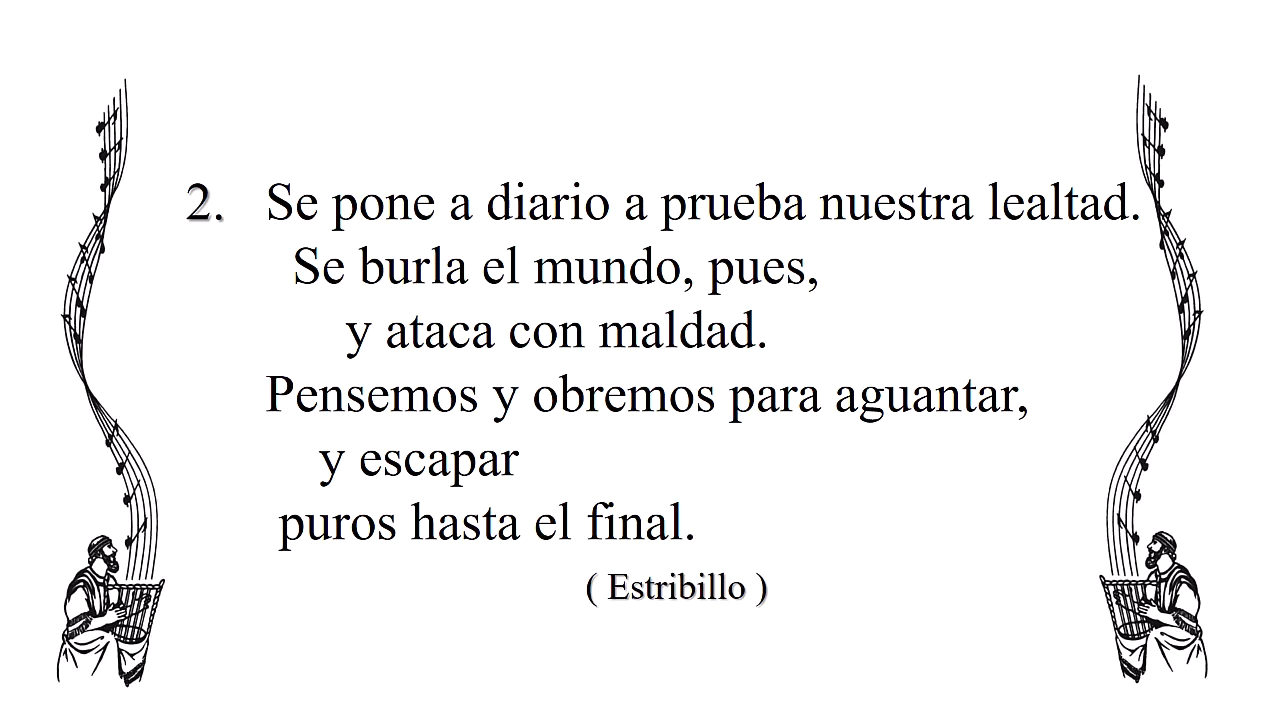 2. Se pone a diario a prueba nuestra lealtad.
Se burla el mundo, pues,
y ataca con maldad.
Pensemos y obremos para aguantar,
y escapar
puros hasta el final.
( Estribillo )